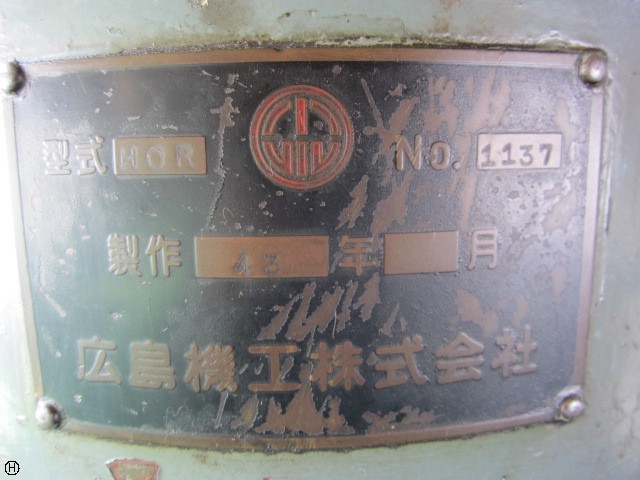 型式 HOR No. 1137
製作 43 年 月
広島機工株式会社
H